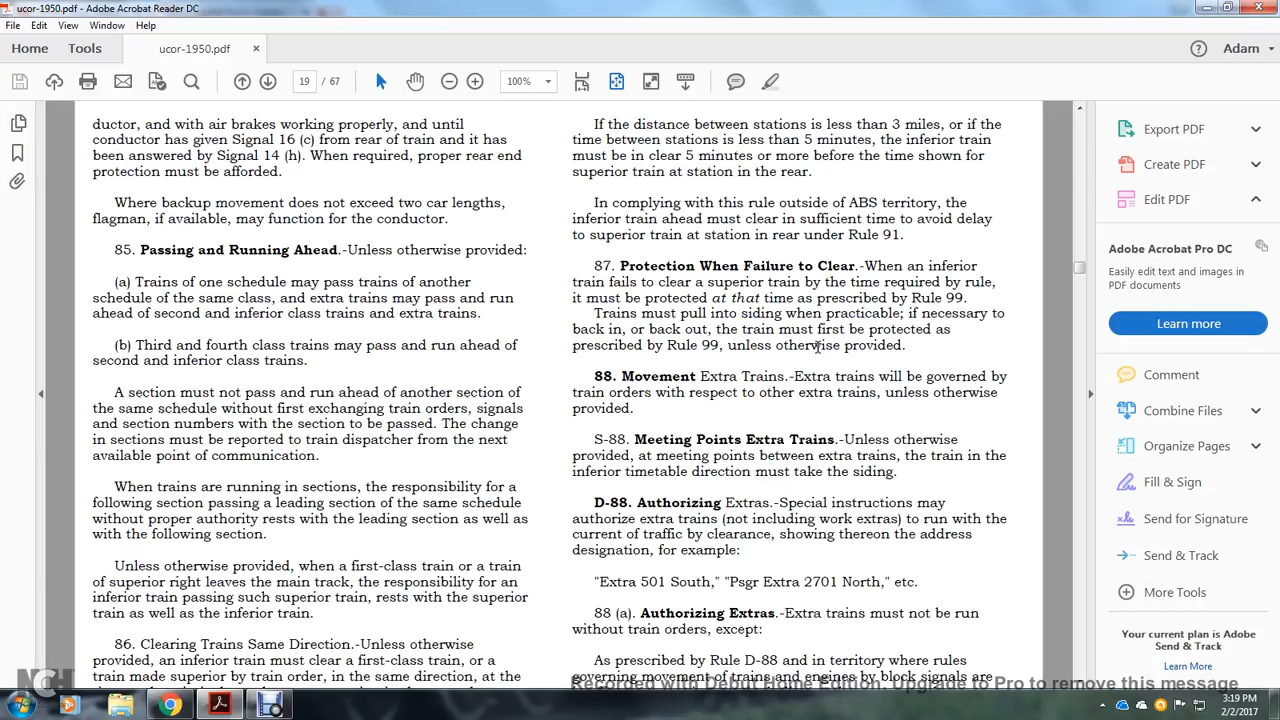 ucor-1950.pdf - Adobe Acrobat Reader DC
File Edit View Window Help
Home Tools ucor-1950.pdf × Adam
19 / 67 100%
ductor, and with air brakes working properly, and until
conductor has given Signal 16 (c) from rear of train and it has
been answered by Signal 14 (h). When required, proper rear end
protection must be afforded.
Where backup movement does not exceed two car lengths,
flagman, if available, may function for the conductor.
85. Passing and Running Ahead.-Unless otherwise provided:
(a) Trains of one schedule may pass trains of another
schedule of the same class, and extra trains may pass and run
ahead of second and inferior class trains and extra trains.
(b) Third and fourth class trains may pass and run ahead of
second and inferior class trains.
A section must not pass and run ahead of another section of
the same schedule without first exchanging train orders, signals
and section numbers with the section to be passed. The change
in sections must be reported to train dispatcher from the next
available point of communication.
When trains are running in sections, the responsibility for a
following section passing a leading section of the same schedule
without proper authority rests with the leading section as well as
with the following section.
Unless otherwise provided, when a first-class train or a train
of superior right leaves the main track, the responsibility for an
inferior train passing such superior train, rests with the superior
train as well as the inferior train.
86. Clearing Trains Same Direction.-Unless otherwise
provided, an inferior train must clear a first-class train, or a
train made superior by train order, in the same direction, at the
If the distance between stations is less than 3 miles, or if the
time between stations is less than 5 minutes, the inferior train
must be in clear 5 minutes or more before the time shown for
superior train at station in the rear.
In complying with this rule outside of ABS territory, the
inferior train ahead must clear in sufficient time to avoid delay
to superior train at station in rear under Rule 91.
87. Protection When Failure to Clear.-When an inferior
train fails to clear a superior train by the time required by rule,
it must be protected at that time as prescribed by Rule 99.
Trains must pull into siding when practicable; if necessary to
back in, or back out, the train must first be protected as
prescribed by Rule 99, unless otherwise provided.
88. Movement Extra Trains.-Extra trains will be governed by
train orders with respect to other extra trains, unless otherwise
provided.
S-88. Meeting Points Extra Trains.-Unless otherwise
provided, at meeting points between extra trains, the train in the
inferior timetable direction must take the siding.
D-88. Authorizing Extras.-Special instructions may
authorize extra trains (not including work extras) to run with the
current of traffic by clearance, showing thereon the address
designation, for example:
"Extra 501 South," "Psgr Extra 2701 North," etc.
88 (a). Authorizing Extras.-Extra trains must not be run
without train orders, except:
As prescribed by Rule D-88 and in territory where rules
governing movement of trains and engines by block signals are
Export PDF
Create PDF
Edit PDF
Adobe Acrobat Pro DC
Easily edit text and images in
PDF documents
Learn more
Comment
Combine Files
Organize Pages
Fill & Sign
Send for Signature
Send & Track
More Tools
Your current plan is Adobe
Send & Track
Learn More
NCH
Recorded with Debut Home Edition. Upgrade to Pro to remove this message
3:19 PM
2/2/2017